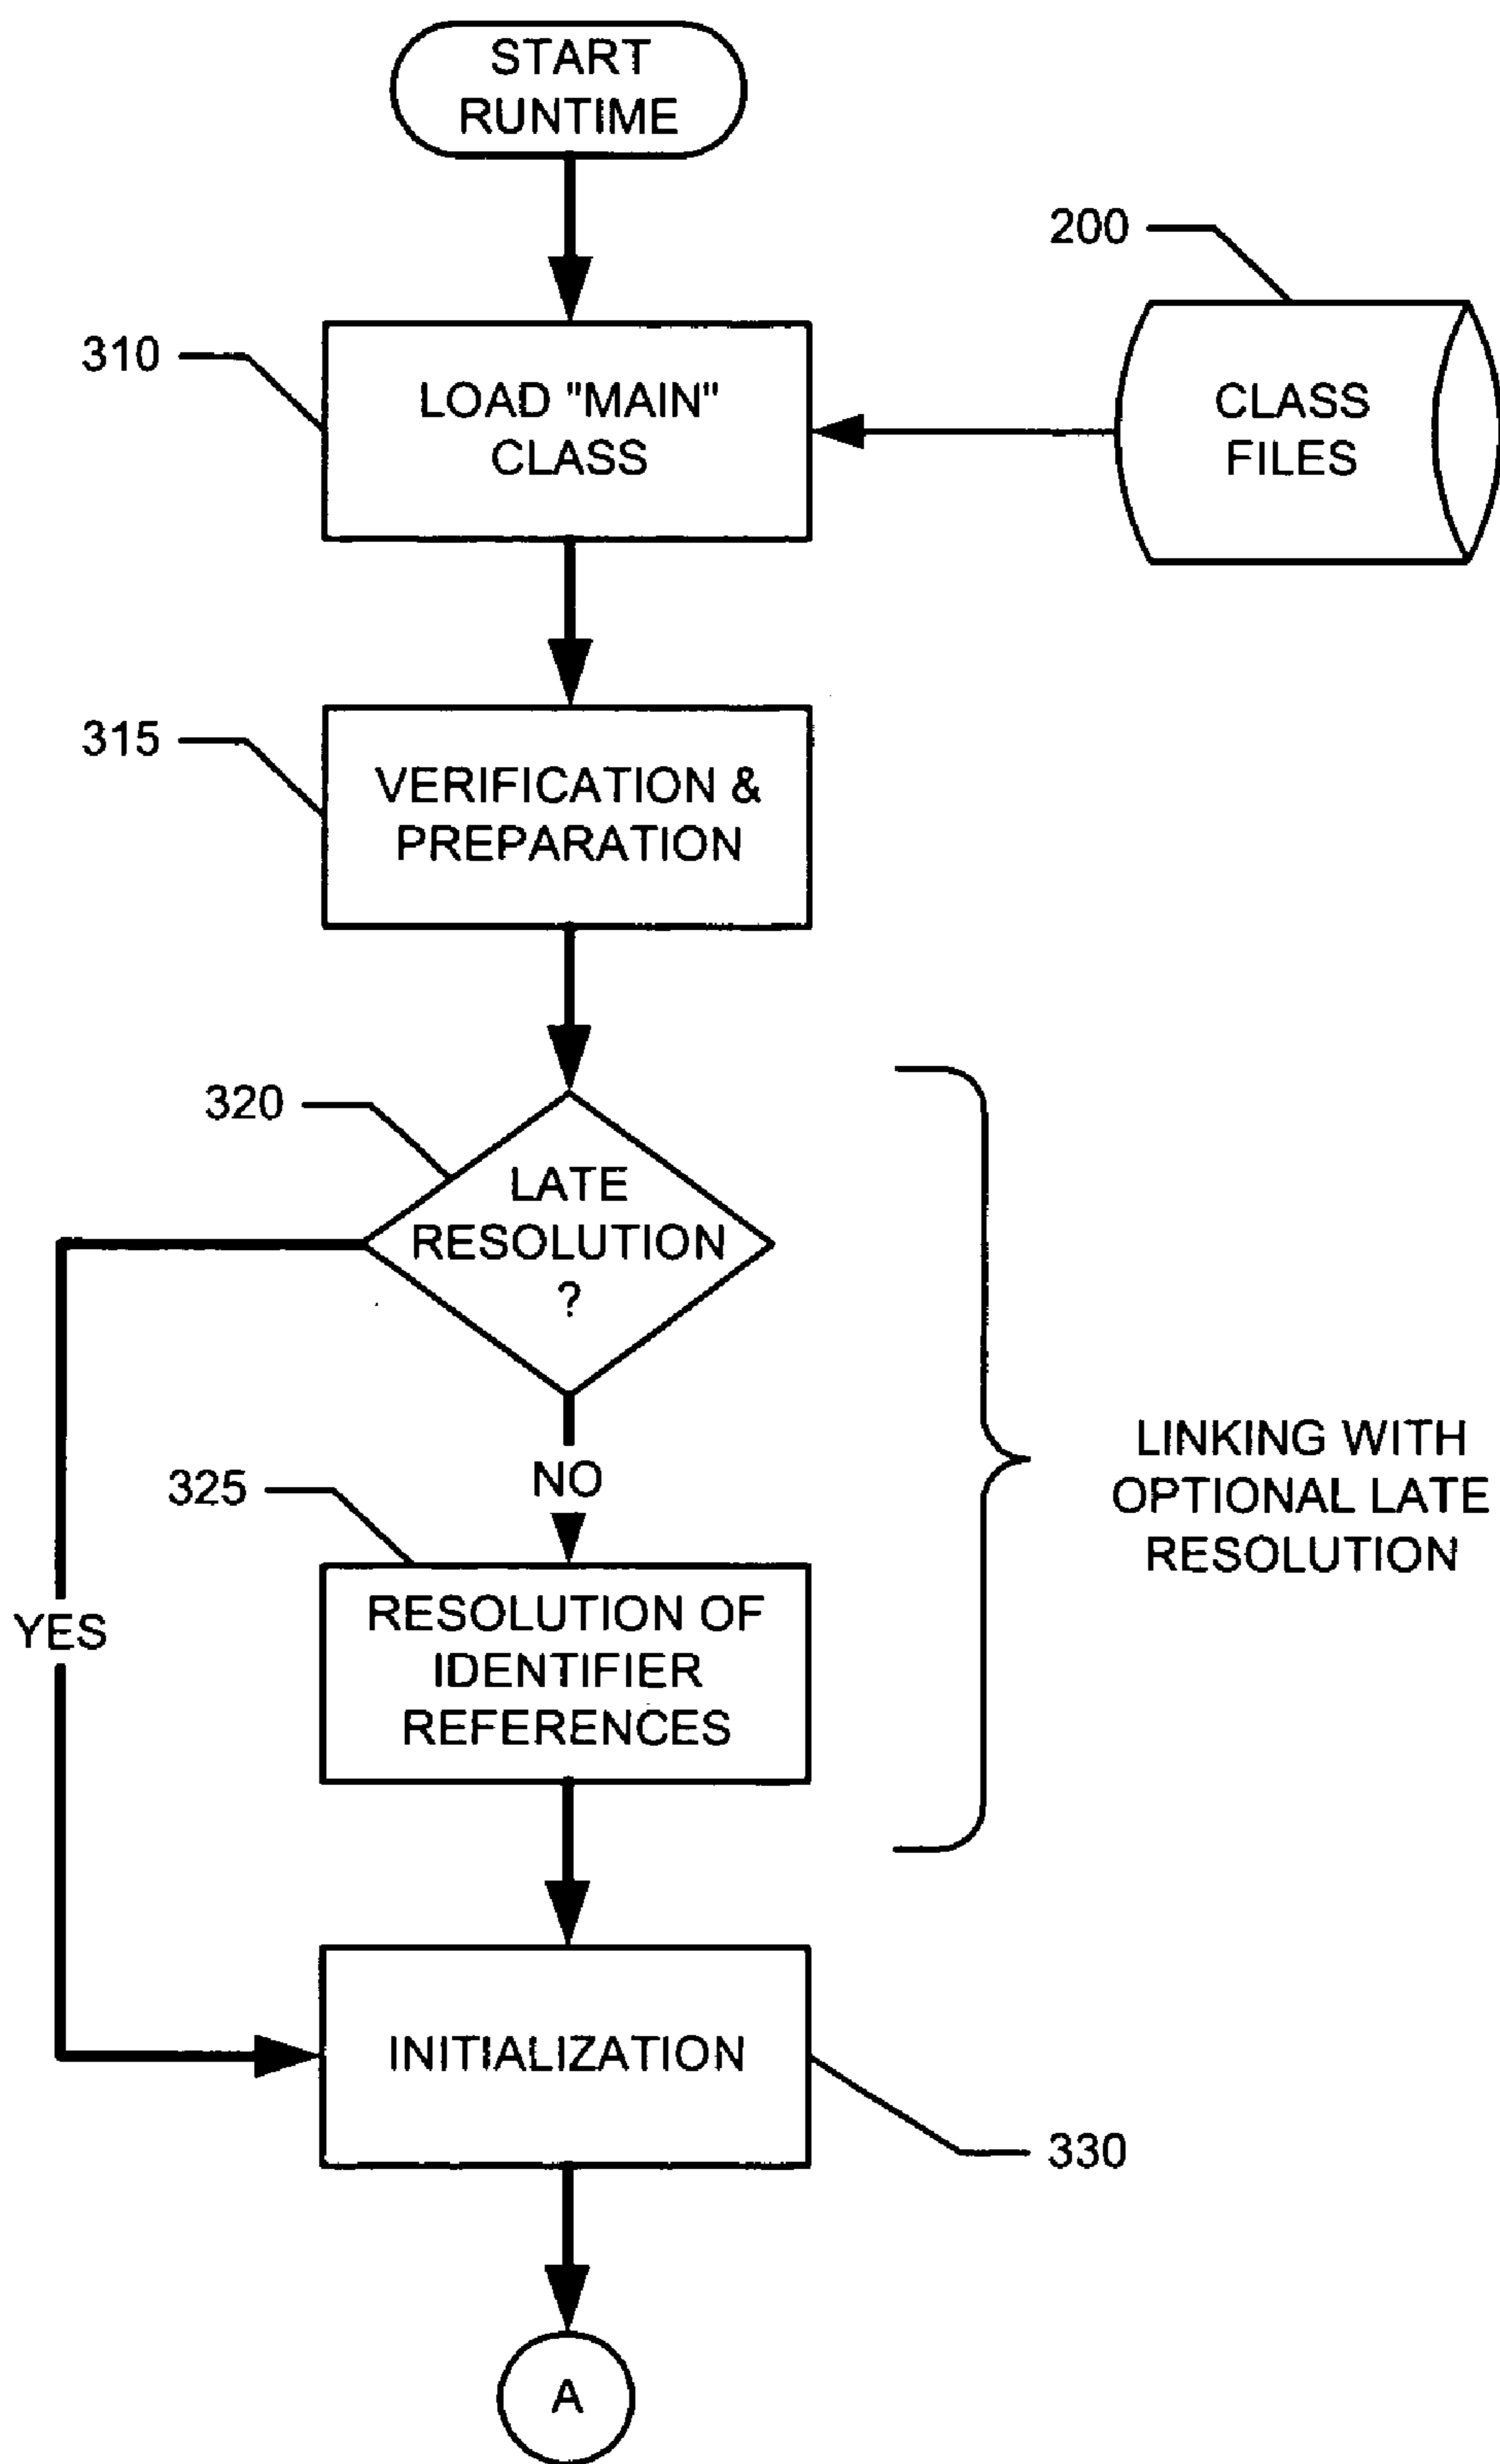 START
RUNTIME
200
310
LOAD "MAIN"
CLASS
CLASS
FILES
315
VERIFICATION &
PREPARATION
320
LATE
RESOLUTION
?
LINKING WITH
OPTIONAL LATE
RESOLUTION
NO
325
RESOLUTION OF
IDENTIFIER
REFERENCES
YES
INITIALIZATION
330
A